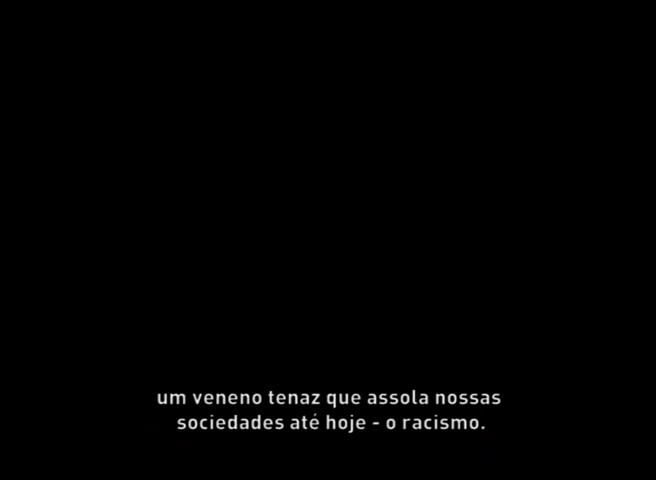 um veneno tenaz que assola nossas
sociedades até hoje - o racismo.